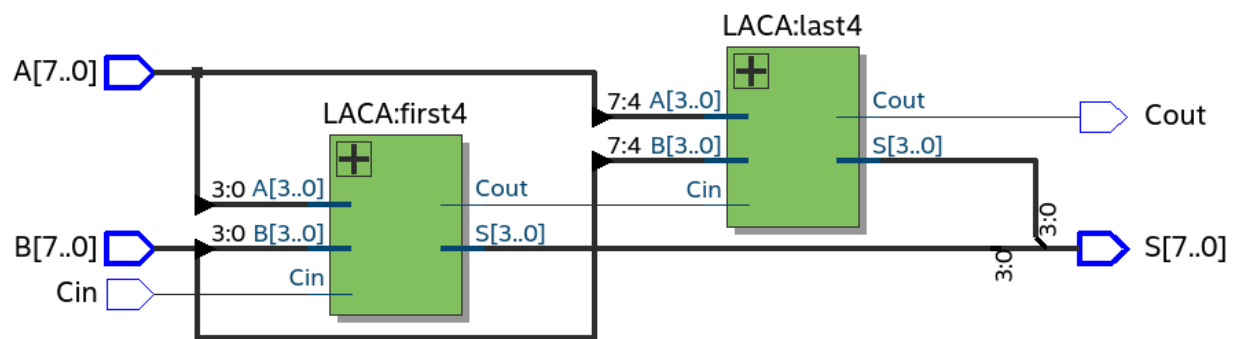 LACA:last4
A[7..0]
7:4 A[3..0]
Cout
Cout
LACA:first4
7:4 B[3..0]
S[3..0]
3:0 A[3..0]
Cout
Cin
3:0
3:0 B[3..0]
S[3..0]
B[7..0]
S[7..0]
3:0
Cin
Cin